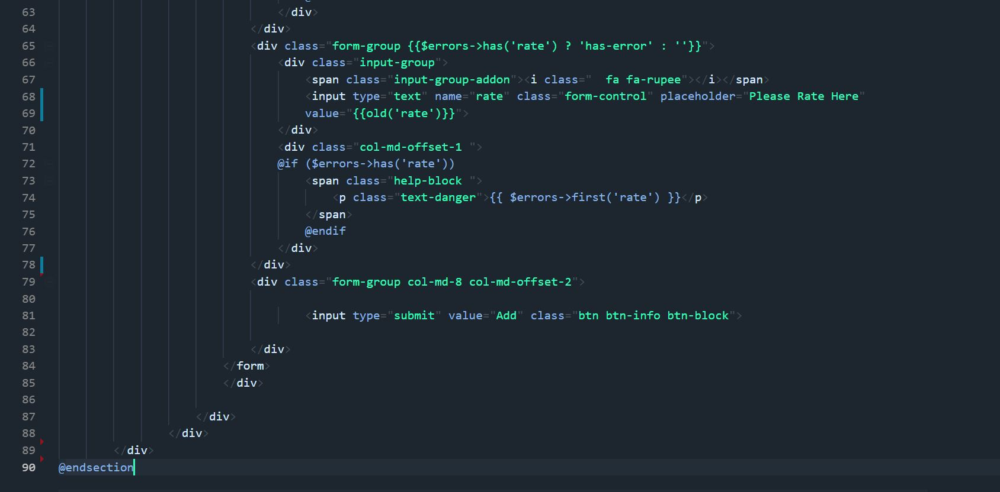 63 </div>
64 </div>
65 <div class="form-group {{$errors->has('rate') ? 'has-error' : ''}}">
66 <div class="input-group">
67 <span class="input-group-addon"><i class="  fa fa-rupee"></i></span>
68 <input type="text" name="rate" class="form-control" placeholder="Please Rate Here"
69 value="{{old('rate')}}">
70 </div>
71 <div class="col-md-offset-1 ">
72 @if ($errors->has('rate'))
73 <span class="help-block ">
74 <p class="text-danger">{{ $errors->first('rate') }}</p>
75 </span>
76 @endif
77 </div>
78 </div>
79 <div class="form-group col-md-8 col-md-offset-2">
80
81 <input type="submit" value="Add" class="btn btn-info btn-block">
82
83 </div>
84 </form>
85 </div>
86
87 </div>
88 </div>
89 </div>
90 @endsection